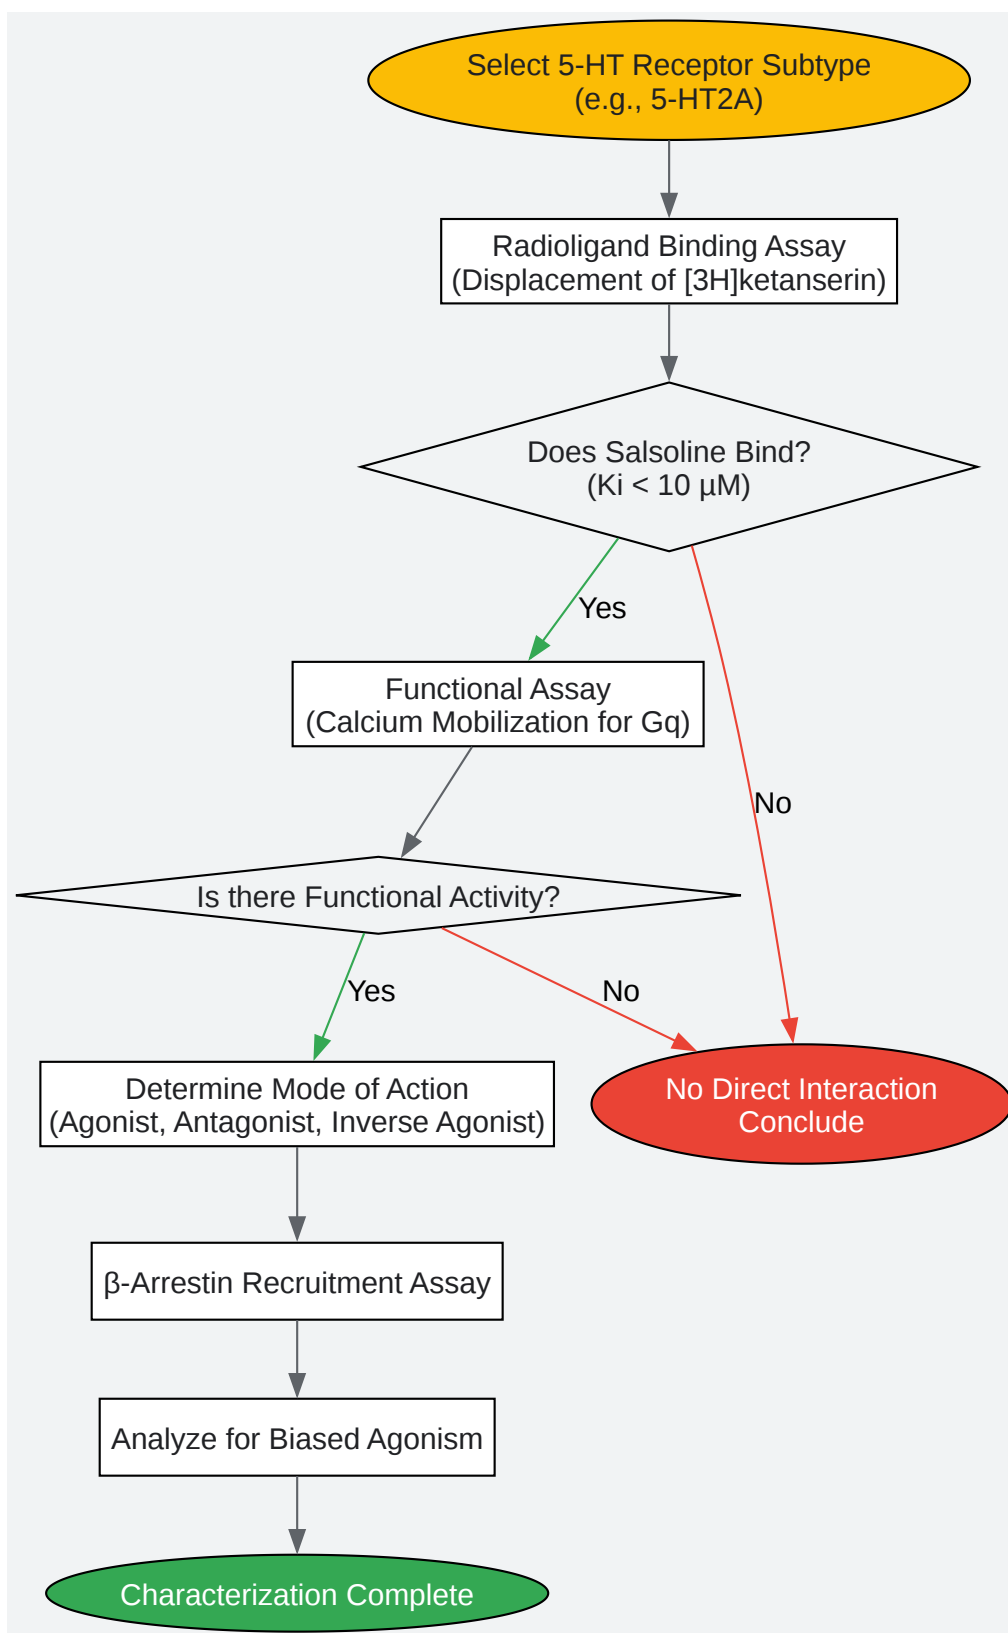 Select 5-HT Receptor Subtype
(e.g., 5-HT2A)
Radioligand Binding Assay
(Displacement of [3H]ketanserin)
Does Salsoline Bind?
(Ki < 10 µM)
Yes
Functional Assay
(Calcium Mobilization for Gq)
No
Is there Functional Activity?
Yes
No
Determine Mode of Action
(Agonist, Antagonist, Inverse Agonist)
No Direct Interaction
Conclude
β-Arrestin Recruitment Assay
Analyze for Biased Agonism
Characterization Complete